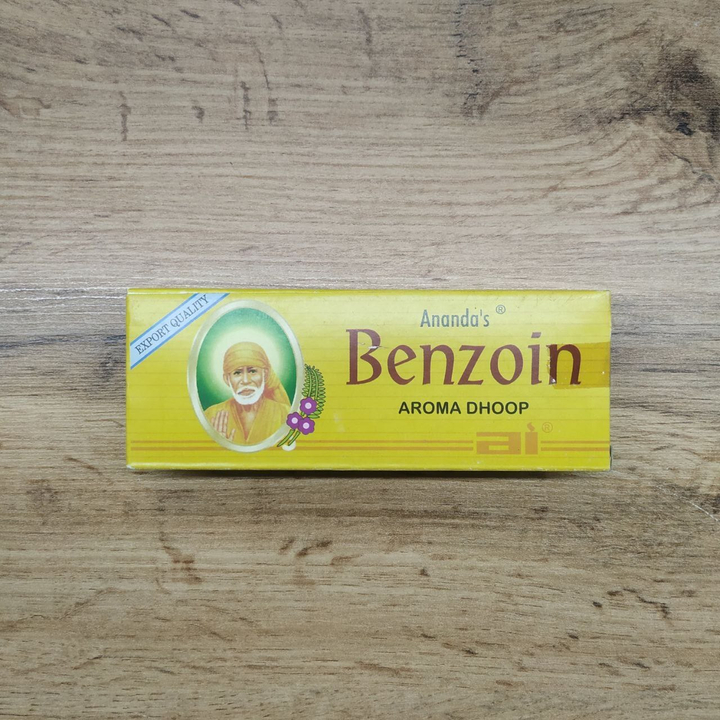 EXPORT QUALITY
Ananda's ®
Benzoin
AROMA DHOOP
ai ®